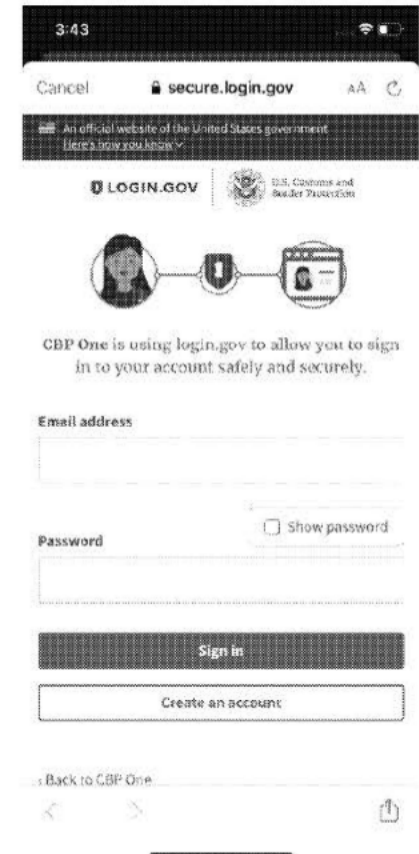 3:43
Cancel secure.login.gov AA
An official website of the United States government
Here's how you know
LOGIN.GOV U.S. Customs and
Border Protection
CBP One is using login.gov to allow you to sign
in to your account safely and securely.
Email address
Show password
Password
Sign in
Create an account
‹ Back to CBP One